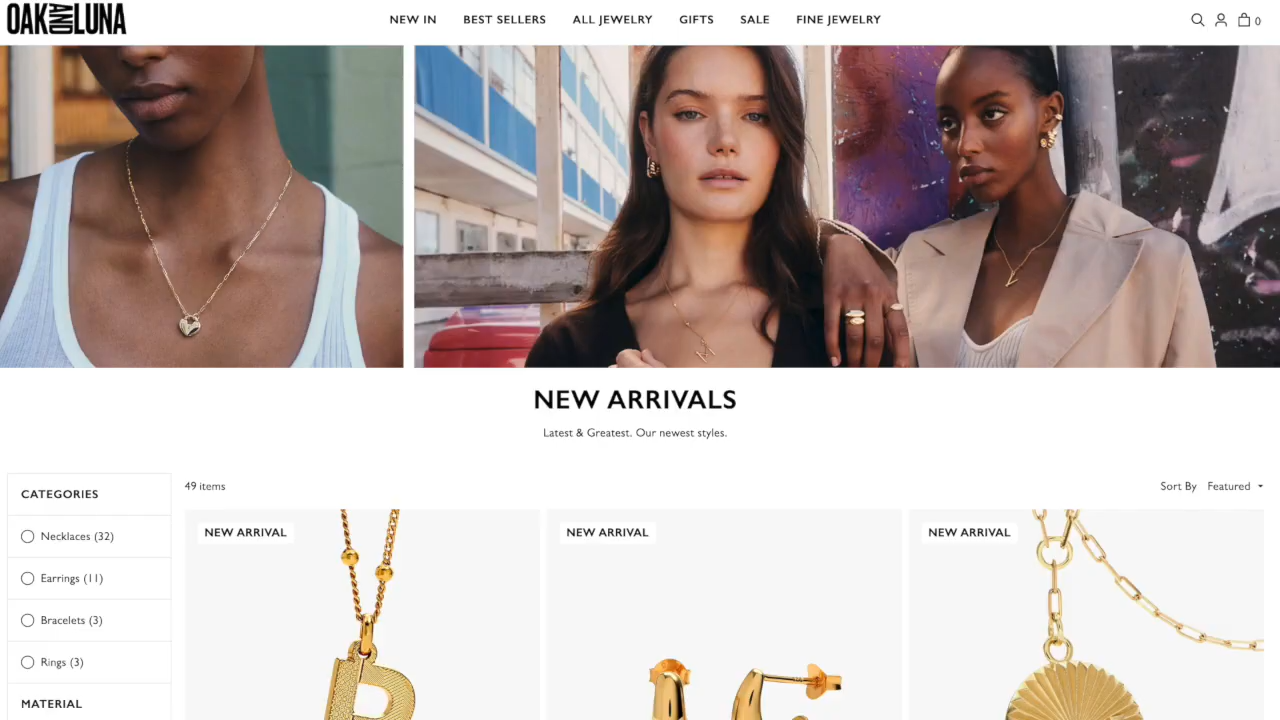 OAK AND LUNA
NEW IN BEST SELLERS ALL JEWELRY GIFTS SALE FINE JEWELRY
0
NEW ARRIVALS
Latest & Greatest. Our newest styles.
CATEGORIES
Necklaces (32)
Earrings (11)
Bracelets (3)
Rings (3)
MATERIAL
49 items
Sort By Featured
NEW ARRIVAL
NEW ARRIVAL
NEW ARRIVAL